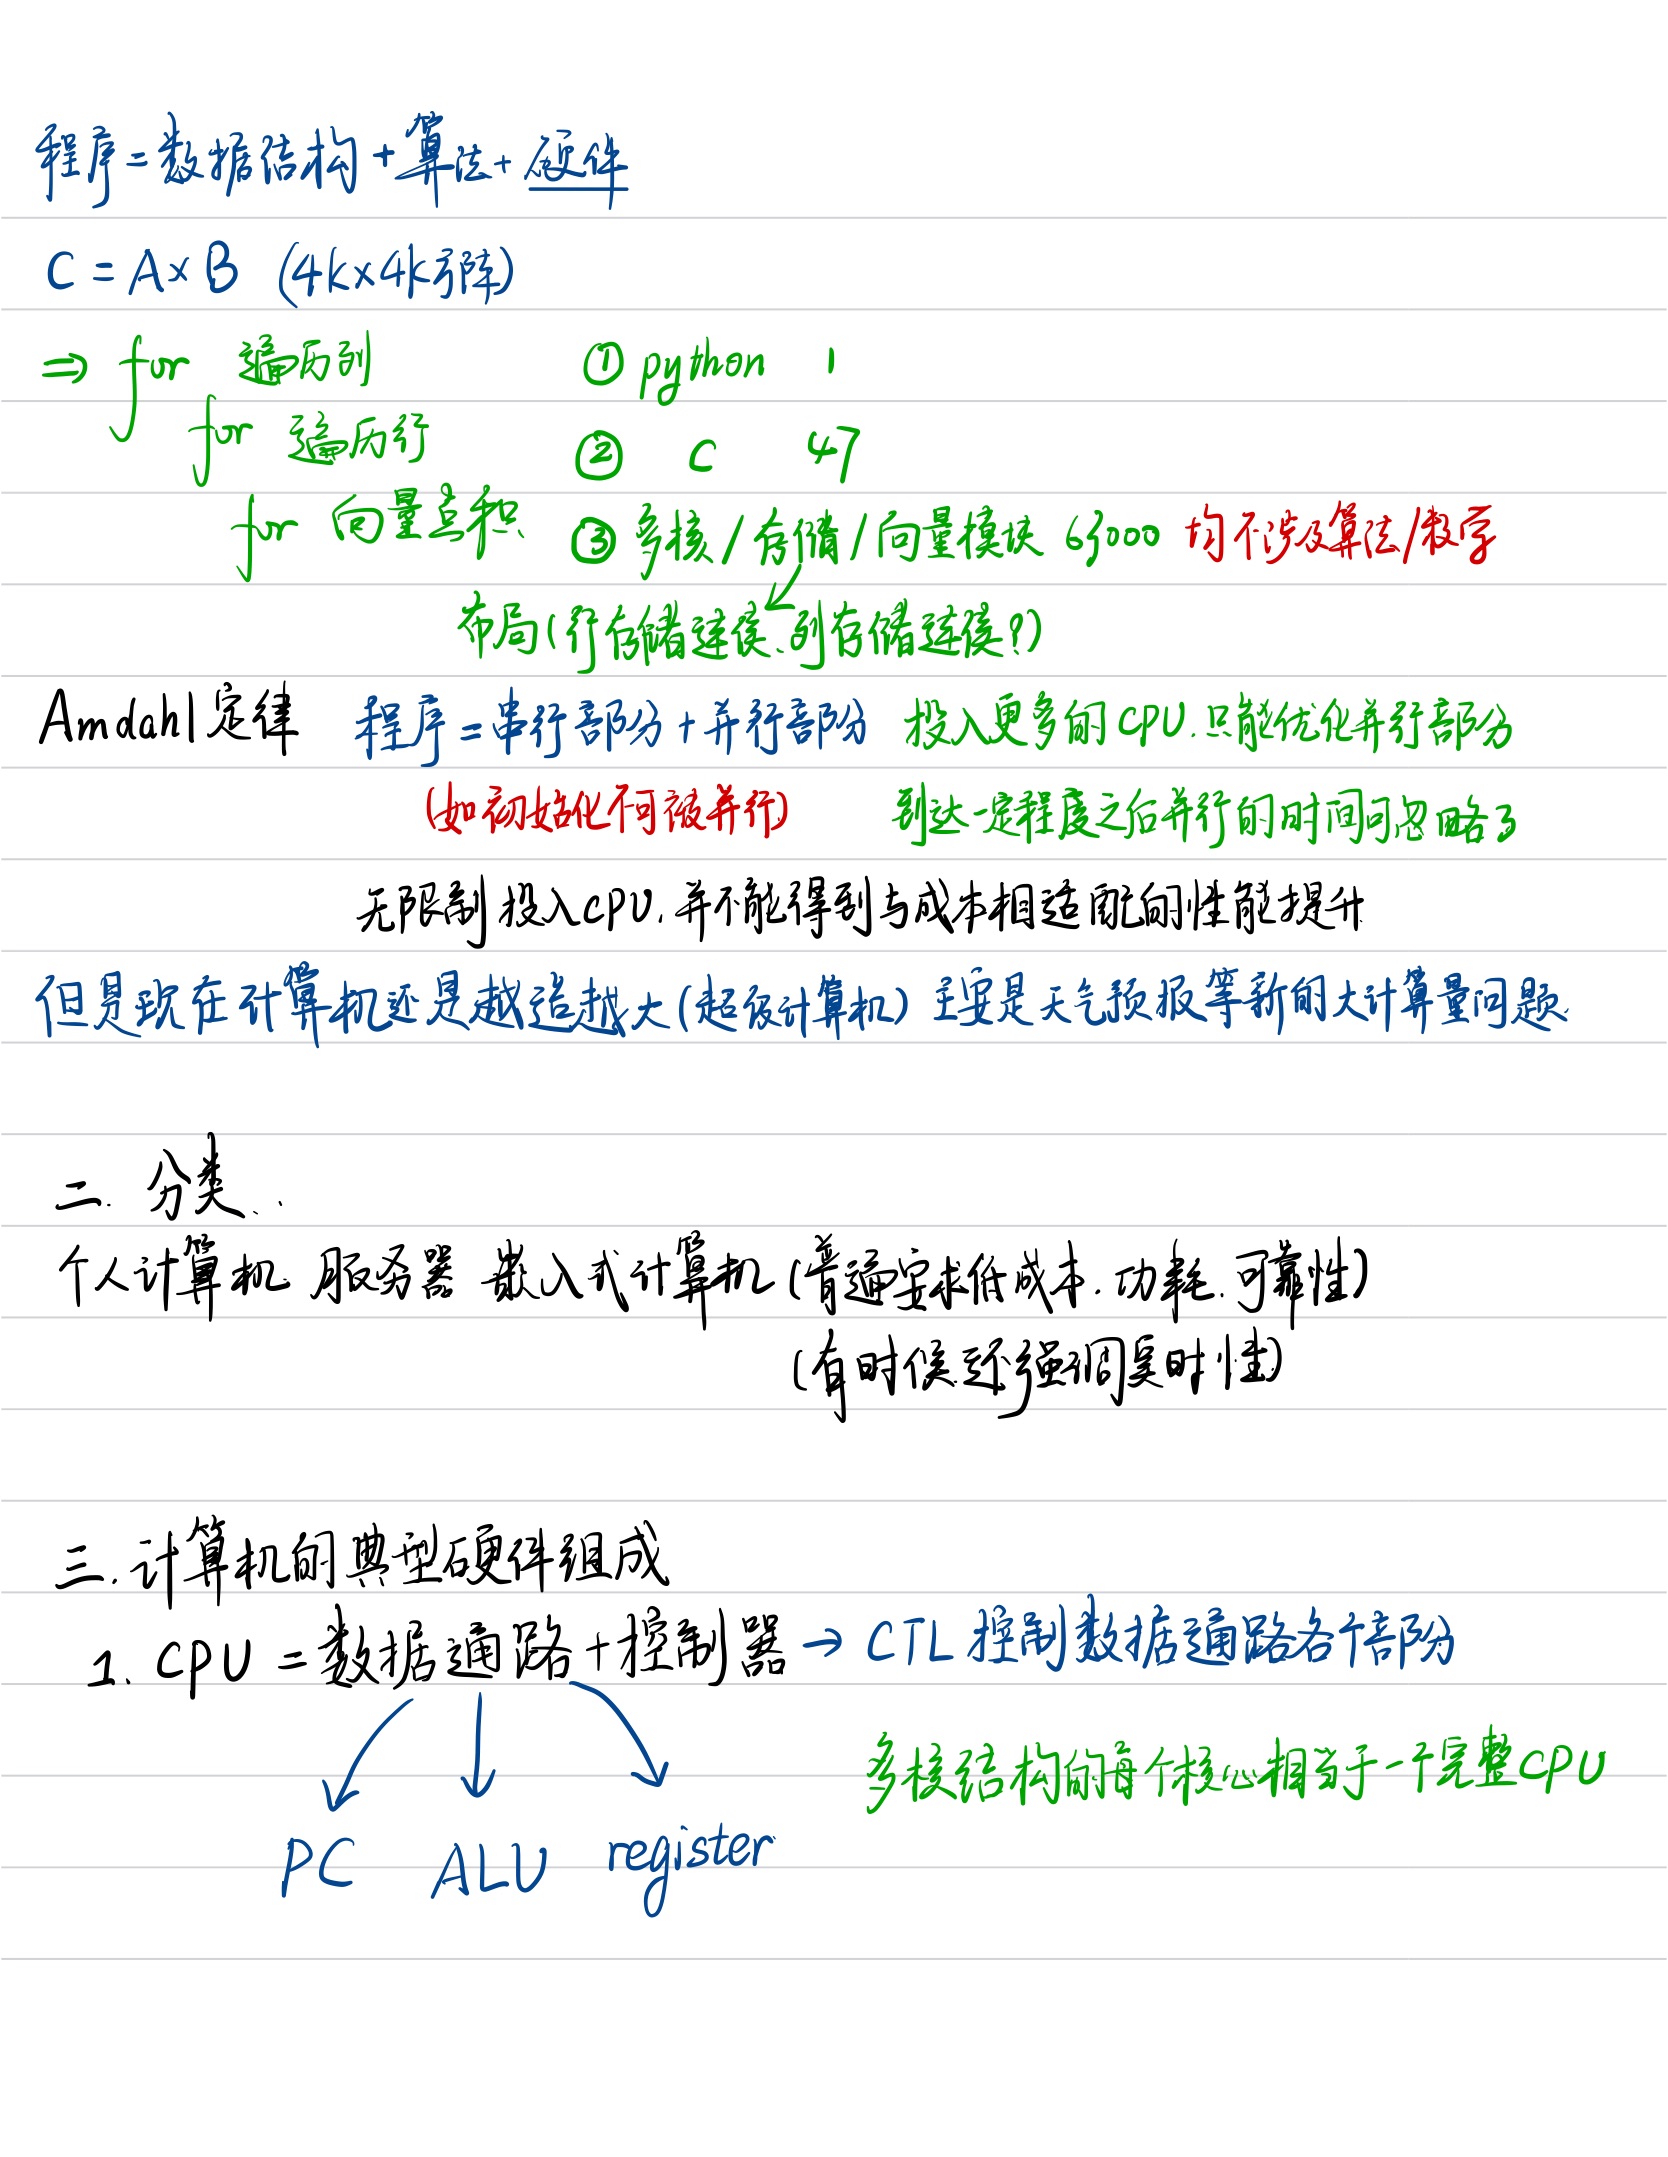 程序=数据结构+算法+硬件
C=A×B (4k×4k矩阵)
⇒ for 遍历列 ① python 1
for 遍历行 ② C 47
for 向量点积 ③ 多核/存储/向量模块 63000 均不涉及算法/数学
布局(行存储连续、列存储连续?)
Amdahl定律 程序=串行部分+并行部分 投入更多的CPU.只能优化并行部分
(如初始化不可被并行) 到达一定程度之后并行的时间可忽略了
无限制投入CPU,并不能得到与成本相适配的性能提升
但是现在计算机还是越造越大(超级计算机) 主要是天气预报等新的大计算量问题.
二. 分类
个人计算机 服务器 嵌入式计算机(普遍要求低成本.功耗.可靠性)
(有时候还强调实时性)
三.计算机的典型硬件组成
1. CPU=数据通路+控制器→CTL控制数据通路各个部分
多核结构的每个核心相当于一个完整CPU
PC ALU register